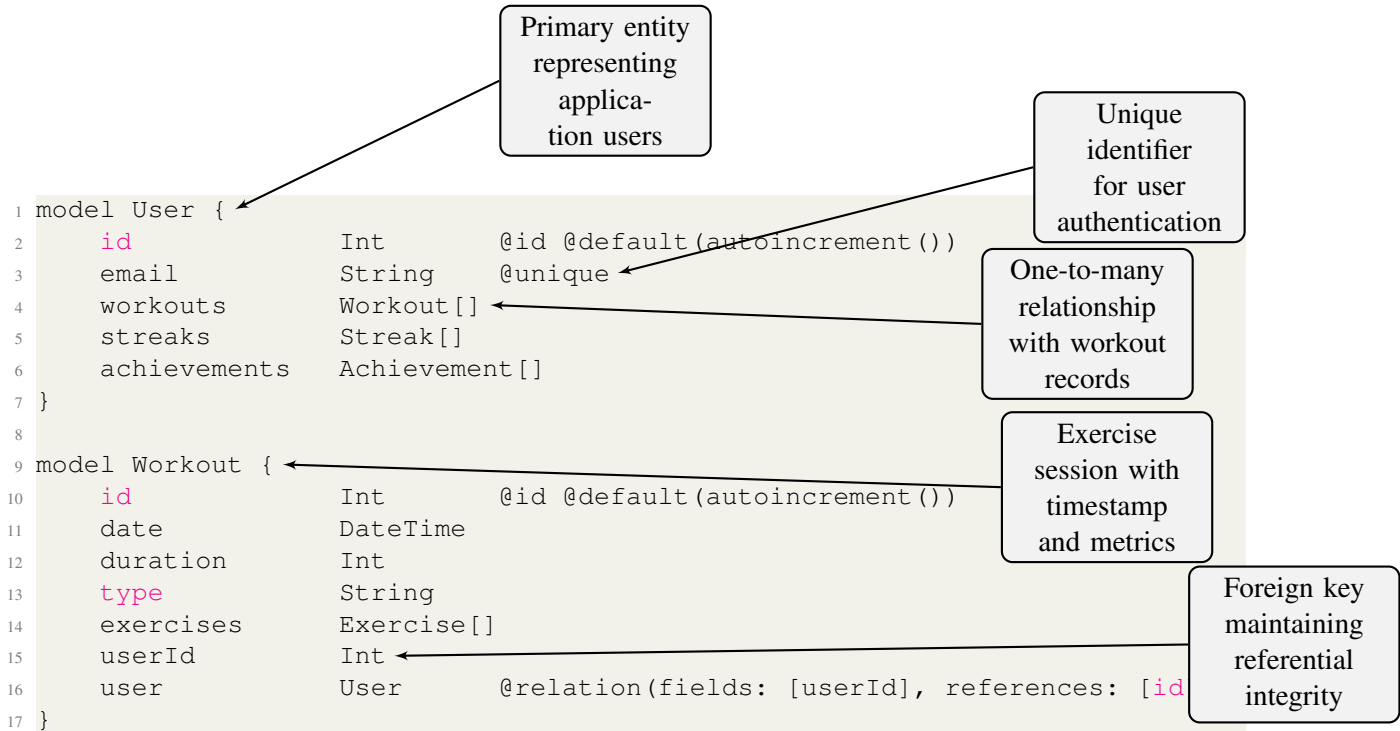 Primary entity
representing
applica-
tion users
Unique
identifier
for user
authentication
1 model User {
2     id             Int       @id @default(autoincrement())
3     email          String    @unique
4     workouts       Workout[]
5     streaks        Streak[]
6     achievements   Achievement[]
7 }
8
One-to-many
relationship
with workout
records
9 model Workout {
10     id             Int       @id @default(autoincrement())
11     date           DateTime
12     duration       Int
13     type           String
14     exercises      Exercise[]
15     userId         Int
16     user           User      @relation(fields: [userId], references: [id
17 }
Exercise
session with
timestamp
and metrics
Foreign key
maintaining
referential
integrity